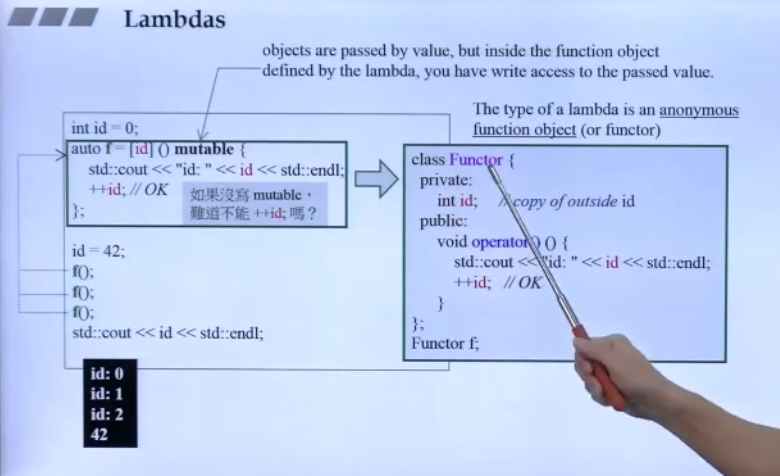 Lambdas
objects are passed by value, but inside the function object
defined by the lambda, you have write access to the passed value.
The type of a lambda is an anonymous
function object (or functor)
int id = 0;
auto f = [id] () mutable {
std::cout << "id: " << id << std::endl;
++id; // OK
};
如果沒寫 mutable，
難道不能 ++id; 嗎？
id = 42;
f();
f();
f();
std::cout << id << std::endl;
class Functor {
private:
int id; // copy of outside id
public:
void operator() () {
std::cout << "id: " << id << std::endl;
++id; // OK
}
};
Functor f;
id: 0
id: 1
id: 2
42